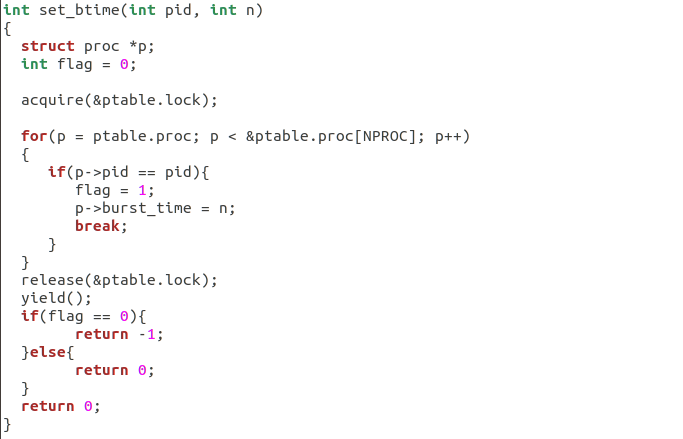 int set_btime(int pid, int n)
{
  struct proc *p;
  int flag = 0;

  acquire(&ptable.lock);

  for(p = ptable.proc; p < &ptable.proc[NPROC]; p++)
  {
     if(p->pid == pid){
        flag = 1;
        p->burst_time = n;
        break;
     }
  }
  release(&ptable.lock);
  yield();
  if(flag == 0){
        return -1;
  }else{
        return 0;
  }
  return 0;
}